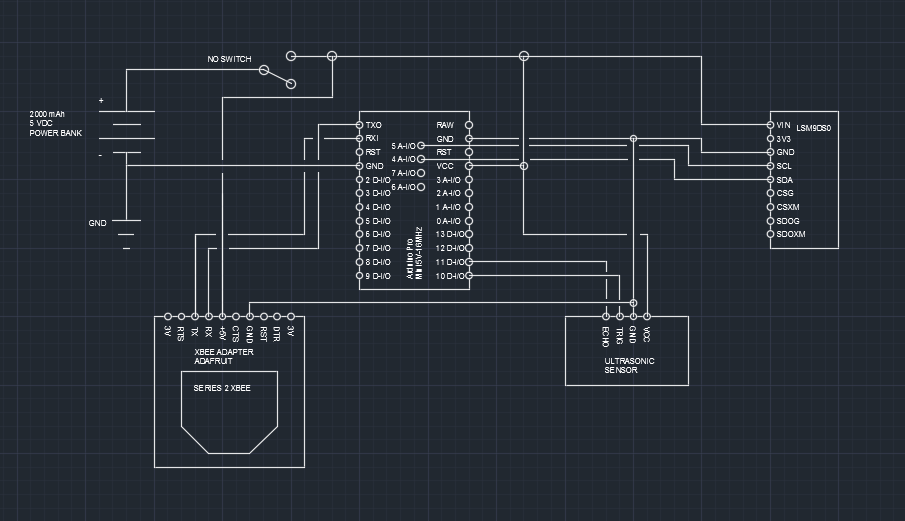 NO SWITCH
+
2000 mAh
5 VDC
POWER BANK
-
GND
TXO
RXI
RST
GND
2 D-I/O
3 D-I/O
4 D-I/O
5 D-I/O
6 D-I/O
7 D-I/O
8 D-I/O
9 D-I/O
5 A-I/O
4 A-I/O
7 A-I/O
6 A-I/O
RAW
GND
RST
VCC
3 A-I/O
2 A-I/O
1 A-I/O
0 A-I/O
13 D-I/O
12 D-I/O
11 D-I/O
10 D-I/O
Arduino Pro
Mini 5V-16MHz
LSM9DS0
VIN
3V3
GND
SCL
SDA
CSG
CSXM
SDOG
SDOXM
3V
RTS
TX
RX
+5V
CTS
GND
RST
DTR
3V
XBEE ADAPTER
ADAFRUIT
SERIES 2 XBEE
ECHO
TRIG
GND
VCC
ULTRASONIC
SENSOR